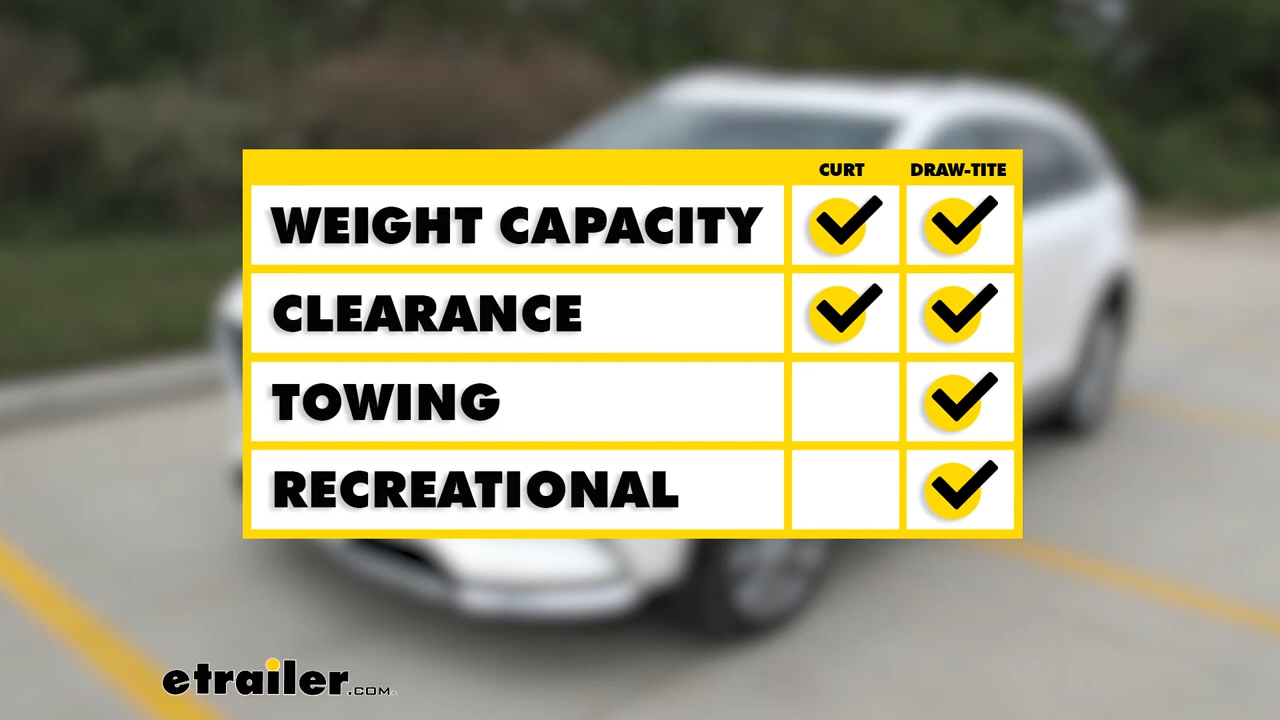 CURT DRAW-TITE
WEIGHT CAPACITY
CLEARANCE
TOWING
RECREATIONAL
etrailer.COM